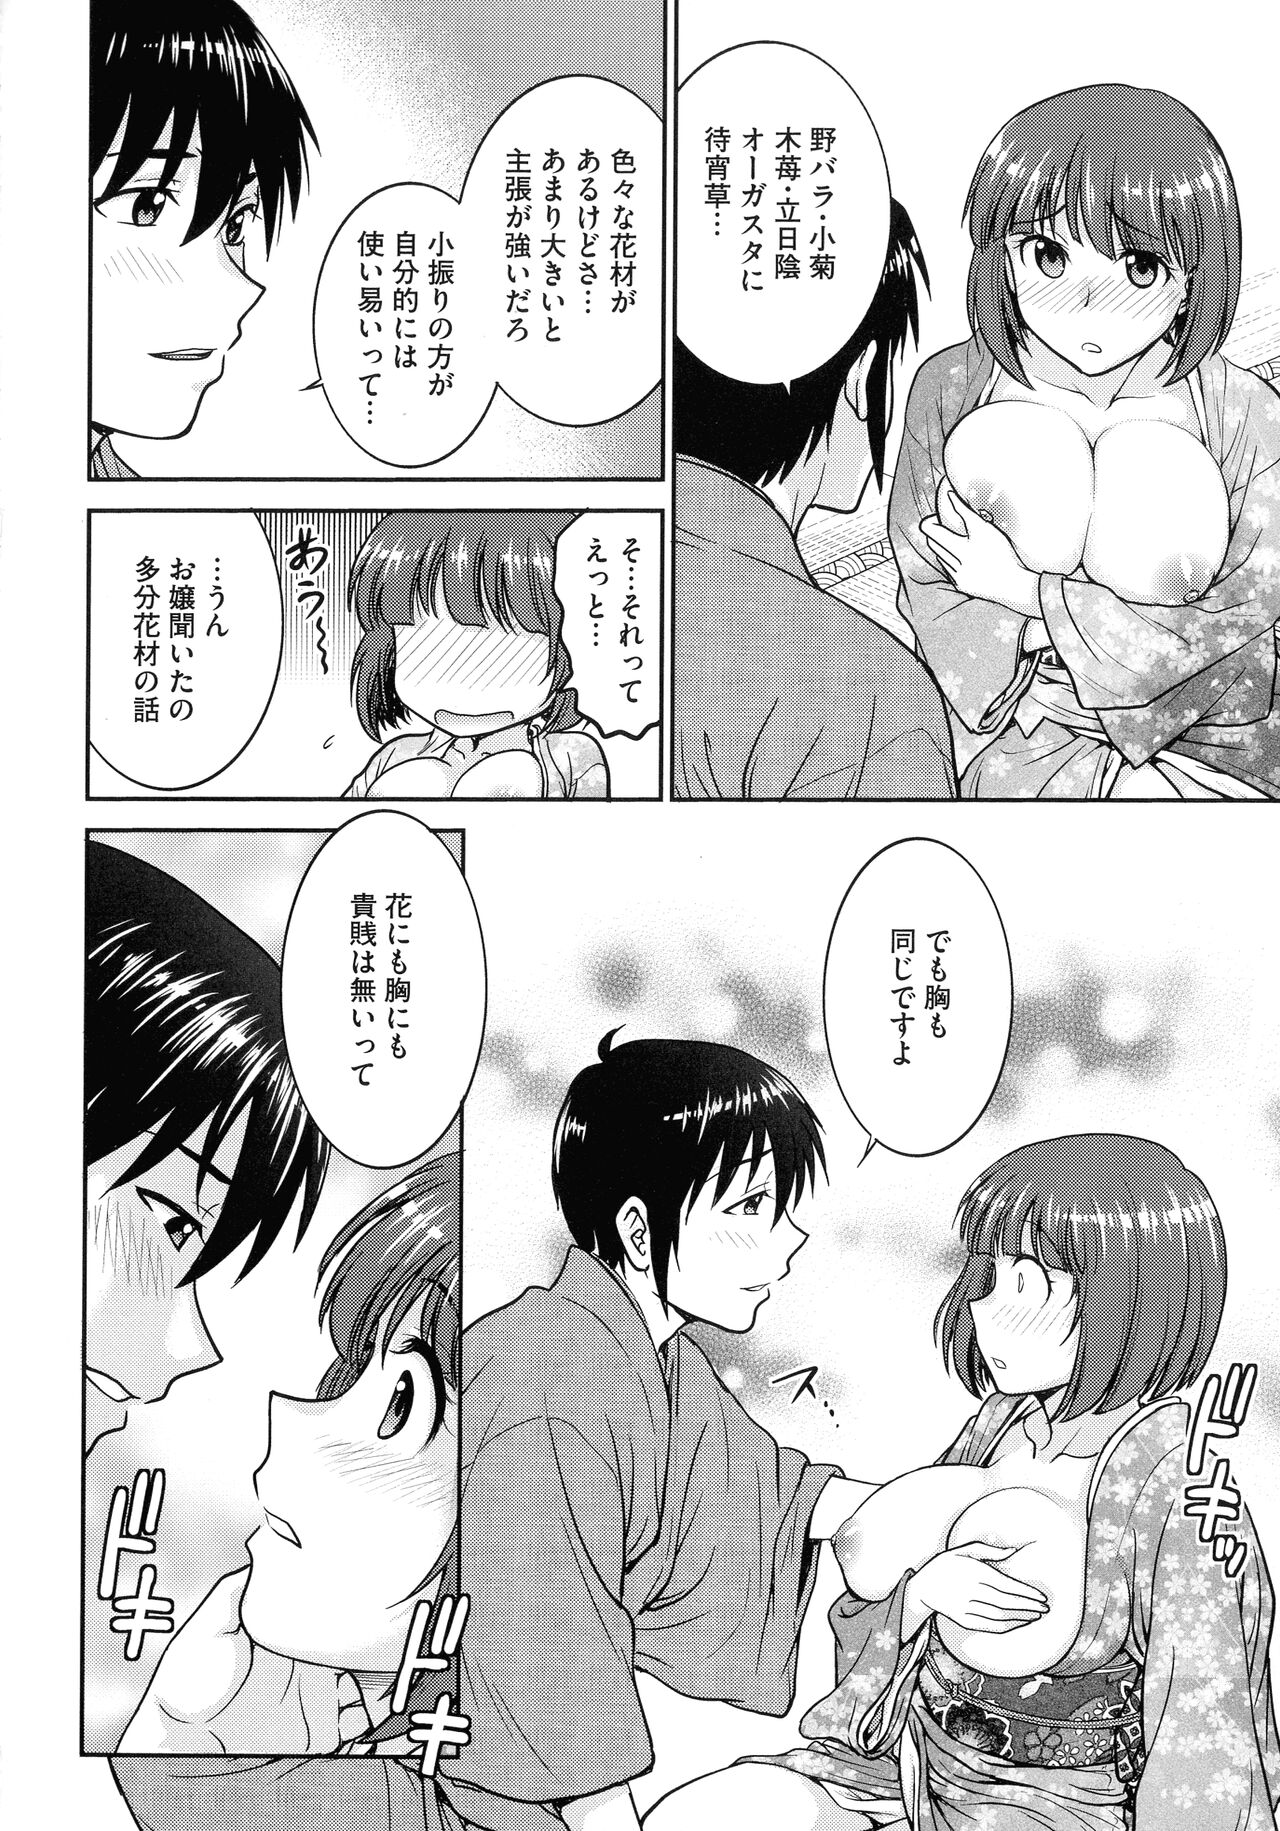 野バラ・小菊
木苺・立日陰
オーガスタに
待宵草…
色々な花材が
あるけどさ…
あまり大きいと
主張が強いだろ
小振りの方が
自分的には
使い易いって…
そ…それって
えっと…
あう〜
…うん
お嬢聞いたの
多分花材の話
でも胸も
同じですよ
ス…
ドキッ
花にも胸にも
貴賎は無いって
ドキ
ドキ